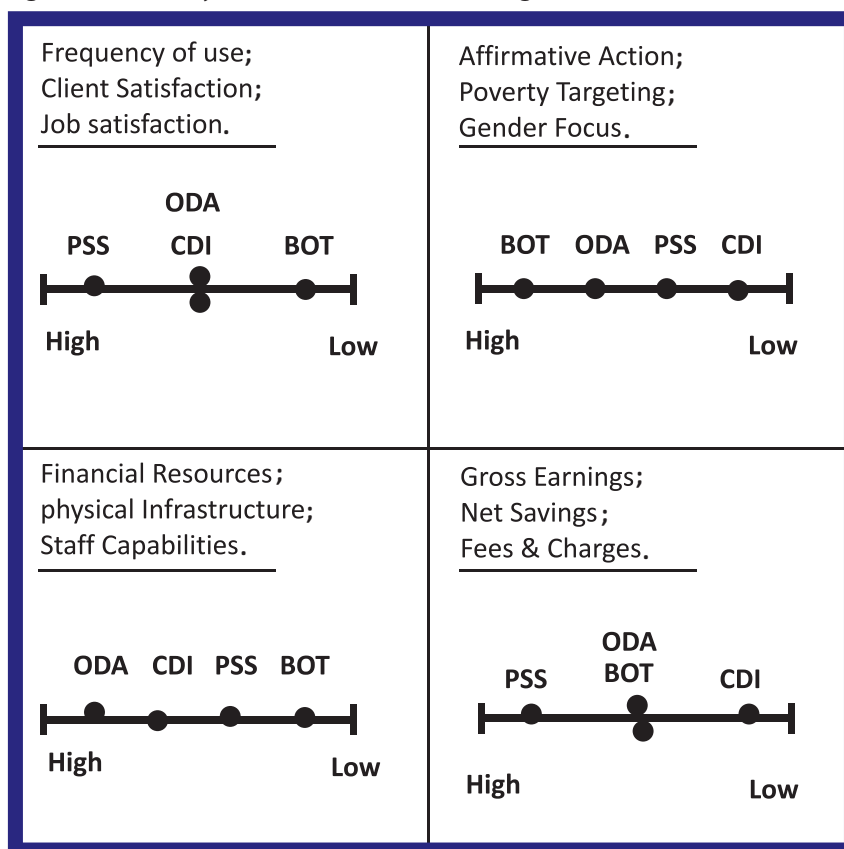 Frequency of use;
Client Satisfaction;
Job satisfaction.
ODA
PSS CDI BOT
High
Low
Affirmative Action;
Poverty Targeting;
Gender Focus.
BOT ODA PSS CDI
High
Low
Financial Resources;
physical Infrastructure;
Staff Capabilities.
ODA CDI PSS BOT
High
Low
Gross Earnings;
Net Savings;
Fees & Charges.
ODA
PSS BOT CDI
High
Low